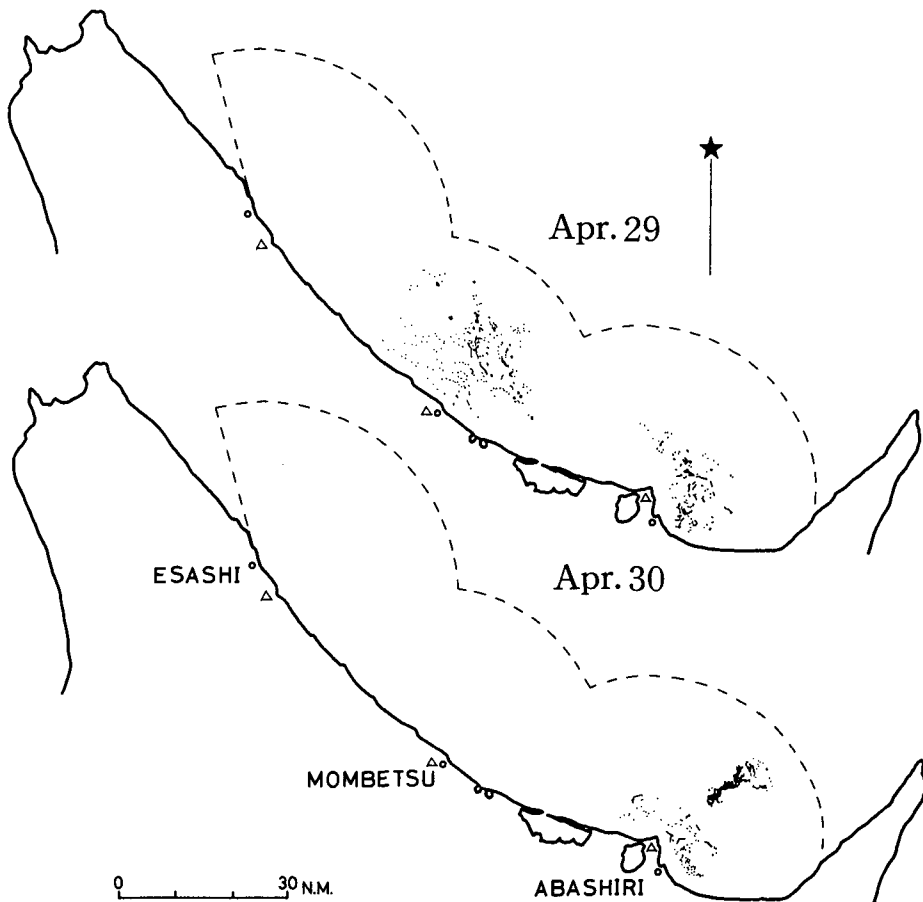 Apr. 29
Apr. 30
ESASHI
MOMBETSU
ABASHIRI
0 30 N.M.